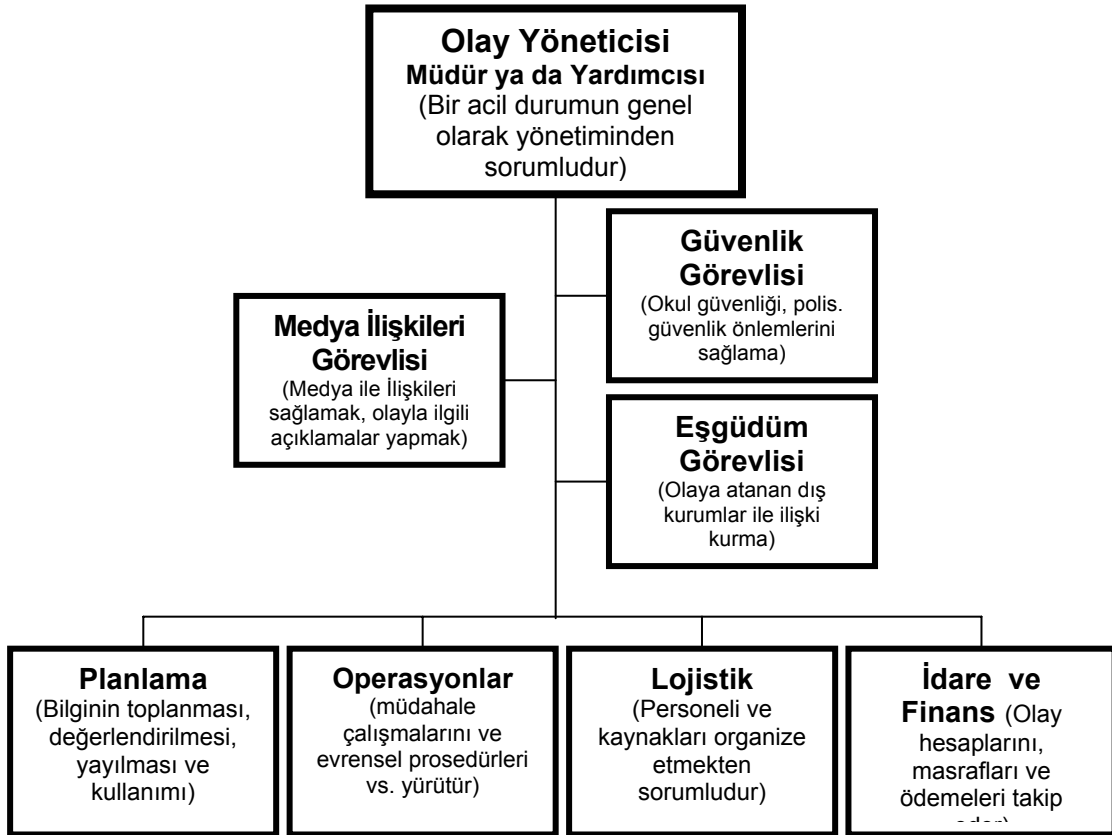 Olay Yöneticisi
Müdür ya da Yardımcısı
(Bir acil durumun genel
olarak yönetiminden
sorumludur)
Güvenlik
Görevlisi
(Okul güvenliği, polis.
güvenlik önlemlerini
sağlama)
Medya İlişkileri
Görevlisi
(Medya ile İlişkileri
sağlamak, olayla ilgili
açıklamalar yapmak)
Eşgüdüm
Görevlisi
(Olaya atanan dış
kurumlar ile ilişki
kurma)
Planlama
(Bilginin toplanması,
değerlendirilmesi,
yayılması ve
kullanımı)
Operasyonlar
(müdahale
çalışmalarını ve
evrensel prosedürleri
vs. yürütür)
Lojistik
(Personeli ve
kaynakları organize
etmekten
sorumludur)
İdare ve
Finans (Olay
hesaplarını,
masrafları ve
ödemeleri takip